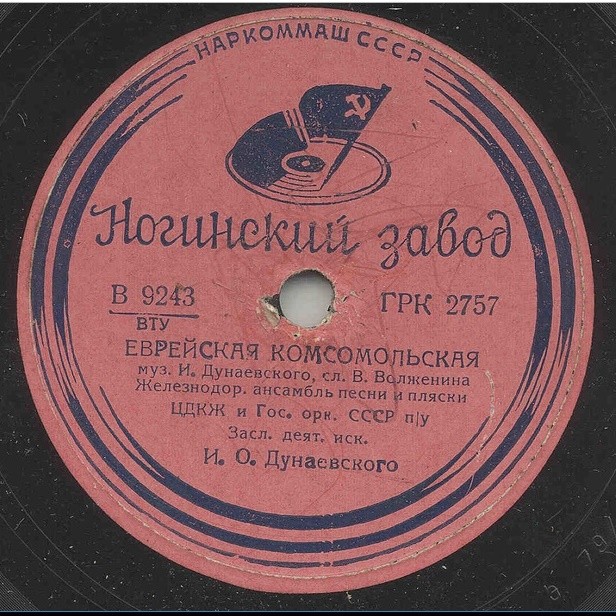 НАРКОММАШ СССР
Ногинский завод
В 9243 ГРК 2757
ВТУ
ЕВРЕЙСКАЯ КОМСОМОЛЬСКАЯ
муз. И. Дунаевского, сл. В. Волженина
Железнодор. ансамбль песни и пляски
ЦДКЖ и Гос. орк. СССР п/у
Засл. деят. иск.
И. О. Дунаевского